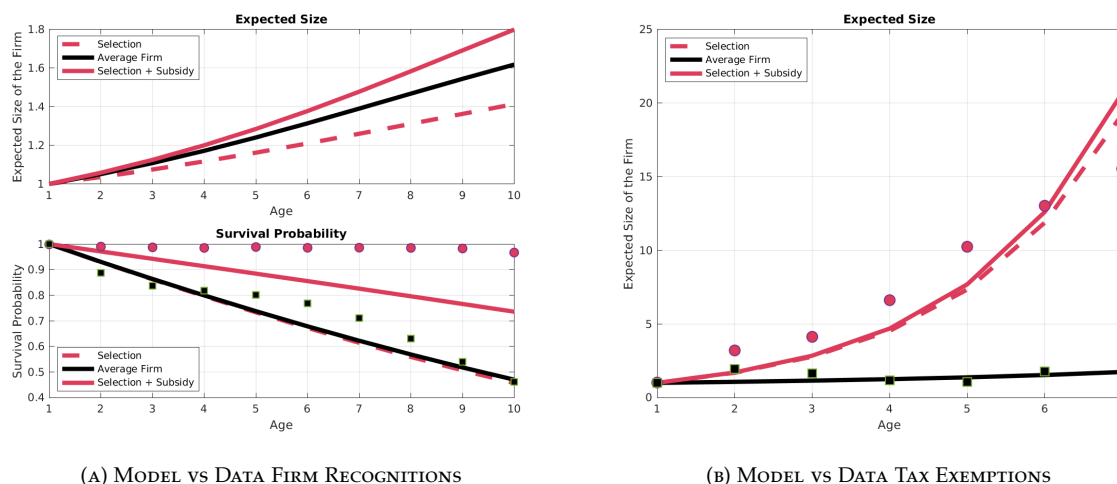 Expected Size
Expected Size of the Firm
1.8
1.6
1.4
1.2
1
Selection
Average Firm
Selection + Subsidy
1 2 3 4 5 6 7 8 9 10
Age
Survival Probability
Survival Probability
1
0.9
0.8
0.7
0.6
0.5
0.4
Selection
Average Firm
Selection + Subsidy
1 2 3 4 5 6 7 8 9 10
Age
(A) Model vs Data Firm Recognitions
Expected Size
Expected Size of the Firm
25
20
15
10
5
0
Selection
Average Firm
Selection + Subsidy
1 2 3 4 5 6
Age
(B) Model vs Data Tax Exemptions